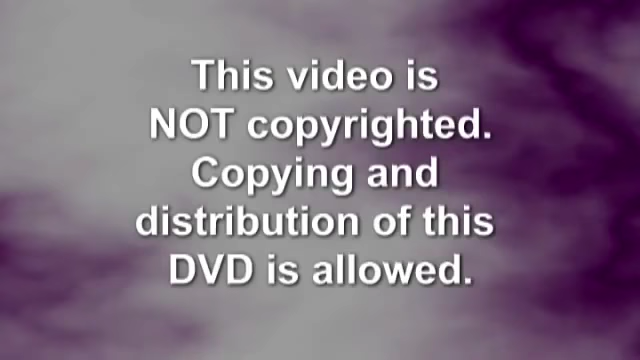 This video is
NOT copyrighted.
Copying and
distribution of this
DVD is allowed.